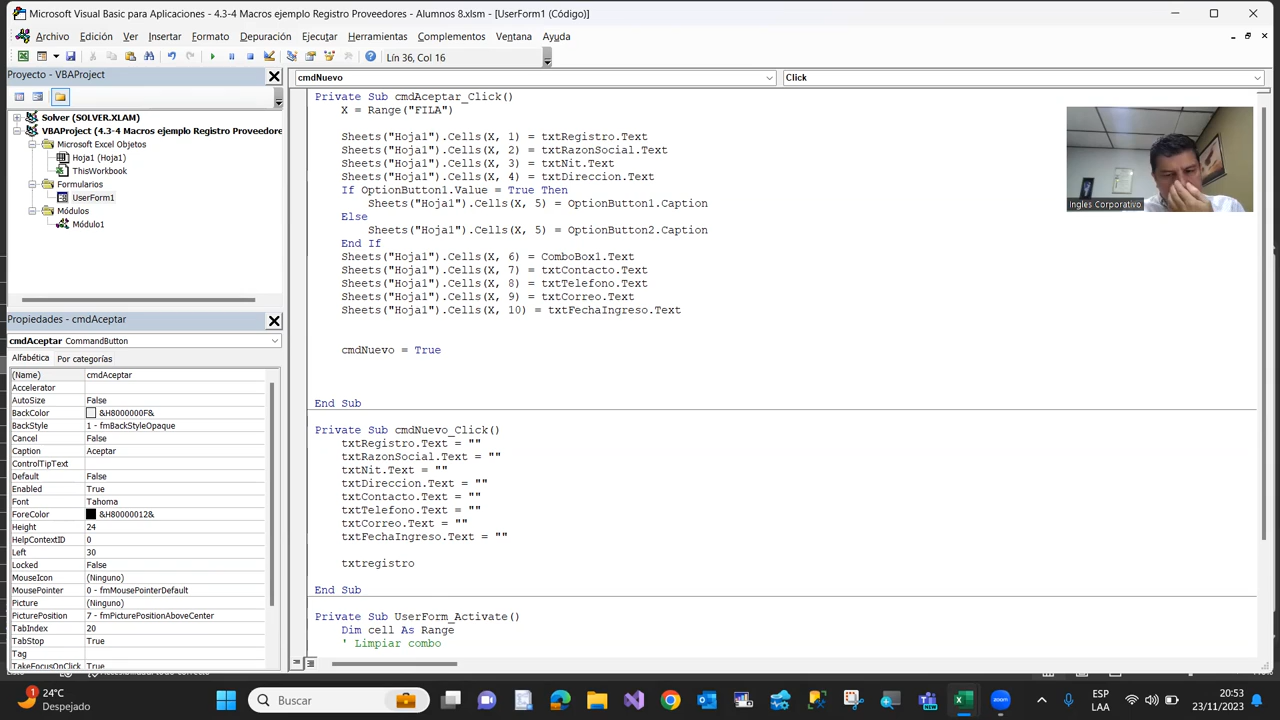 Microsoft Visual Basic para Aplicaciones - 4.3-4 Macros ejemplo Registro Proveedores - Alumnos 8.xlsm - [UserForm1 (Código)]
Archivo Edición Ver Insertar Formato Depuración Ejecutar Herramientas Complementos Ventana Ayuda
Lín 36, Col 16
Proyecto - VBAProject
Solver (SOLVER.XLAM)
VBAProject (4.3-4 Macros ejemplo Registro Proveedores
Microsoft Excel Objetos
Hoja1 (Hoja1)
ThisWorkbook
Formularios
UserForm1
Módulos
Módulo1
Propiedades - cmdAceptar
cmdAceptar CommandButton
Alfabética Por categorías
(Name) cmdAceptar
Accelerator
AutoSize False
BackColor &H8000000F&
BackStyle 1 - fmBackStyleOpaque
Cancel False
Caption Aceptar
ControlTipText
Default False
Enabled True
Font Tahoma
ForeColor &H80000012&
Height 24
HelpContextID 0
Left 30
Locked False
MouseIcon (Ninguno)
MousePointer 0 - fmMousePointerDefault
Picture (Ninguno)
PicturePosition 7 - fmPicturePositionAboveCenter
TabIndex 20
TabStop True
Tag
TakeFocusOnClick True
cmdNuevo Click
Private Sub cmdAceptar_Click()
X = Range("FILA")
Sheets("Hoja1").Cells(X, 1) = txtRegistro.Text
Sheets("Hoja1").Cells(X, 2) = txtRazonSocial.Text
Sheets("Hoja1").Cells(X, 3) = txtNit.Text
Sheets("Hoja1").Cells(X, 4) = txtDireccion.Text
If OptionButton1.Value = True Then
Sheets("Hoja1").Cells(X, 5) = OptionButton1.Caption
Else
Sheets("Hoja1").Cells(X, 5) = OptionButton2.Caption
End If
Sheets("Hoja1").Cells(X, 6) = ComboBox1.Text
Sheets("Hoja1").Cells(X, 7) = txtContacto.Text
Sheets("Hoja1").Cells(X, 8) = txtTelefono.Text
Sheets("Hoja1").Cells(X, 9) = txtCorreo.Text
Sheets("Hoja1").Cells(X, 10) = txtFechaIngreso.Text
cmdNuevo = True
End Sub
Private Sub cmdNuevo_Click()
txtRegistro.Text = ""
txtRazonSocial.Text = ""
txtNit.Text = ""
txtDireccion.Text = ""
txtContacto.Text = ""
txtTelefono.Text = ""
txtCorreo.Text = ""
txtFechaIngreso.Text = ""
txtregistro
End Sub
Private Sub UserForm_Activate()
Dim cell As Range
' Limpiar combo
Ingles Corporativo
24°C
Despejado
Buscar
zoom
ESP
LAA
20:53
23/11/2023